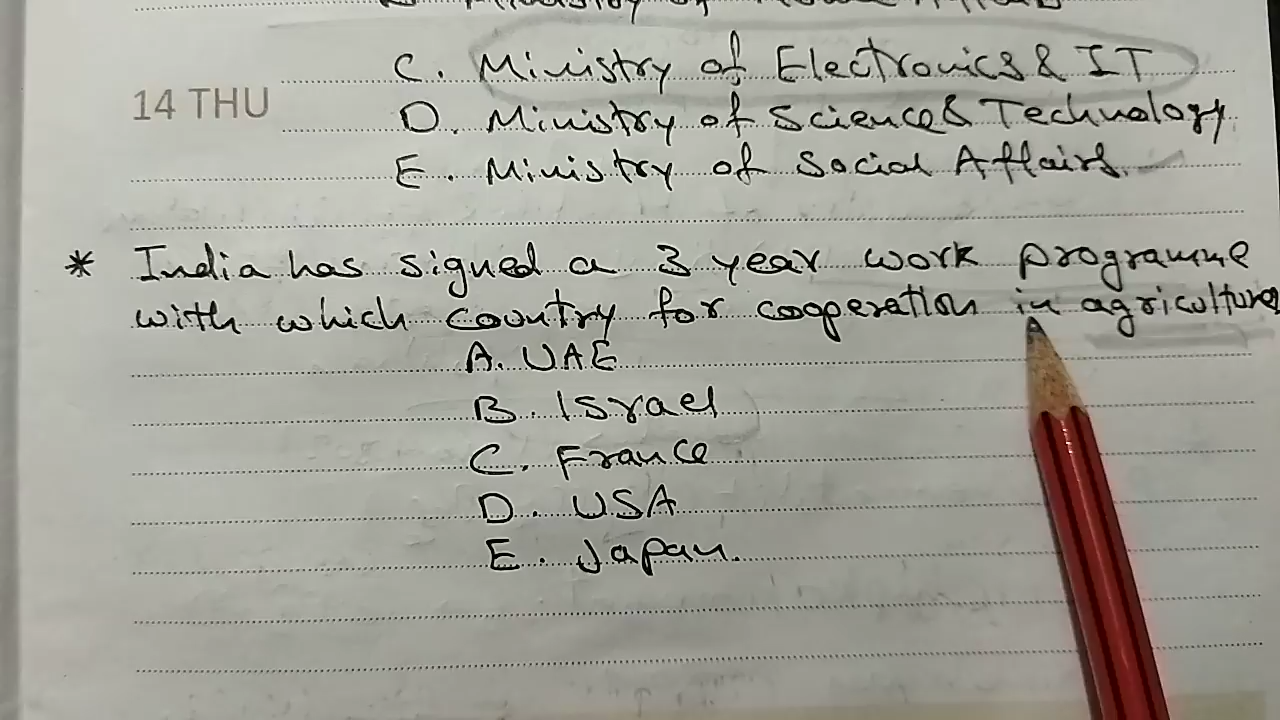 C. Ministry of Electronics & IT
14 THU
D. Ministry of Science & Technology
E. Ministry of Social Affairs.
* India has signed a 3 year work programme
with which country for cooperation in agriculture
A. UAE
B. Israel
C. France
D. USA
E. Japan.